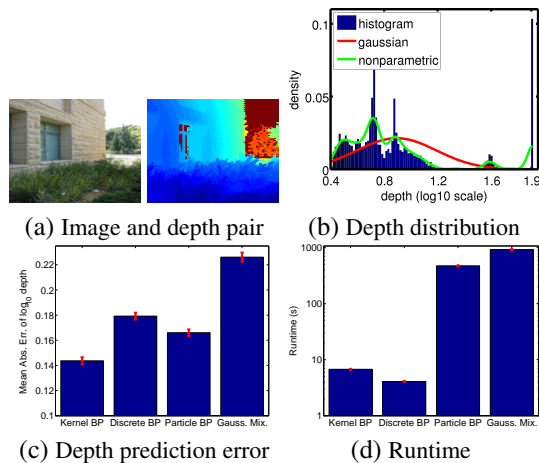 histogram
gaussian
nonparametric
density
0.1
0.05
0
0.4 0.8 1.2 1.6 1.9
depth (log10 scale)
(a) Image and depth pair
(b) Depth distribution
Mean Abs. Err. of log10 depth
0.22
0.2
0.18
0.16
0.14
0.12
0.1
Kernel BP Discrete BP Particle BP Gauss. Mix.
(c) Depth prediction error
Runtime (s)
1000
100
10
1
Kernel BP Discrete BP Particle BP Gauss. Mix.
(d) Runtime